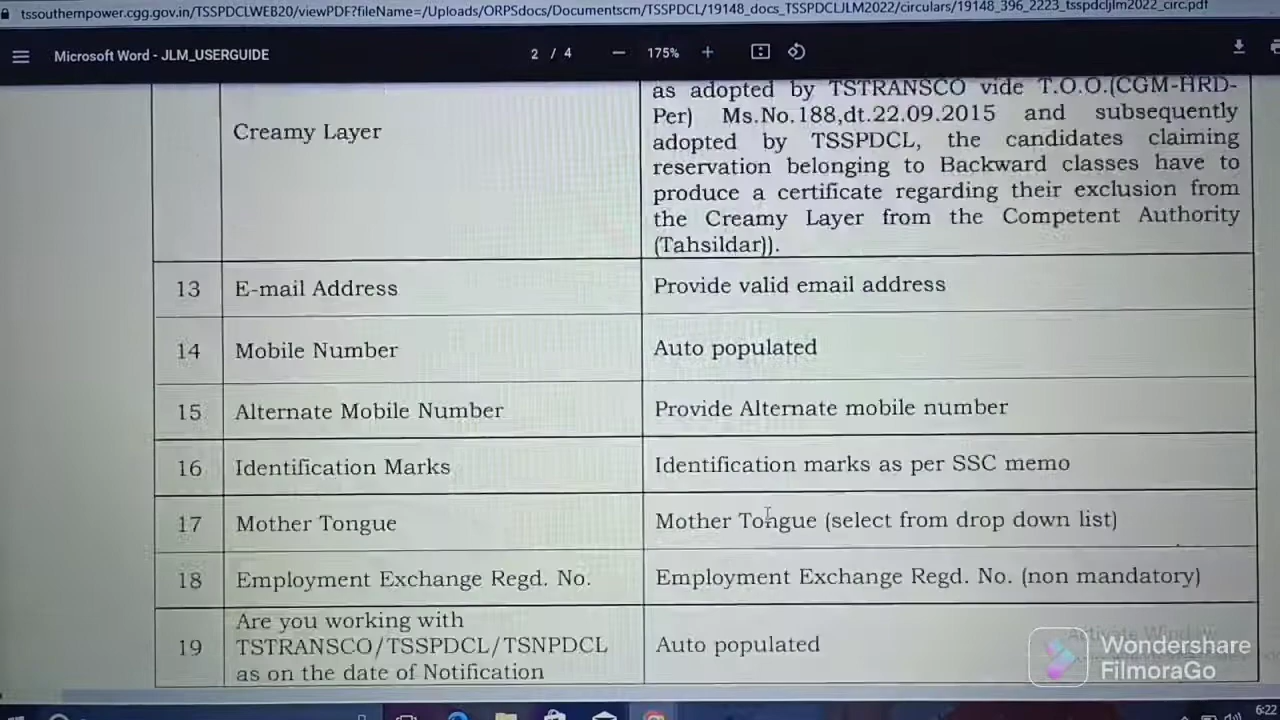 tssouthempower.cgg.gov.in/TSSPDCLWEB20/viewPDF?fileName=/Uploads/ORPSdocs/Documentscm/TSSPDCL/19148_docs_TSSPDCLJLM2022/circulars/19148_396_2223_tsspdcljlm2022_circ.pdf
Microsoft Word - JLM_USERGUIDE
2 / 4
175%
as adopted by TSTRANSCO vide T.O.O.(CGM-HRD-
Creamy Layer
Per) Ms.No.188,dt.22.09.2015 and subsequently
adopted by TSSPDCL, the candidates claiming
reservation belonging to Backward classes have to
produce a certificate regarding their exclusion from
the Creamy Layer from the Competent Authority
(Tahsildar)).
13 E-mail Address Provide valid email address
14 Mobile Number Auto populated
15 Alternate Mobile Number Provide Alternate mobile number
16 Identification Marks Identification marks as per SSC memo
17 Mother Tongue Mother Tongue (select from drop down list)
18 Employment Exchange Regd. No. Employment Exchange Regd. No. (non mandatory)
Are you working with
19 TSTRANSCO/TSSPDCL/TSNPDCL Auto populated
as on the date of Notification
Wondershare
FilmoraGo
6:22